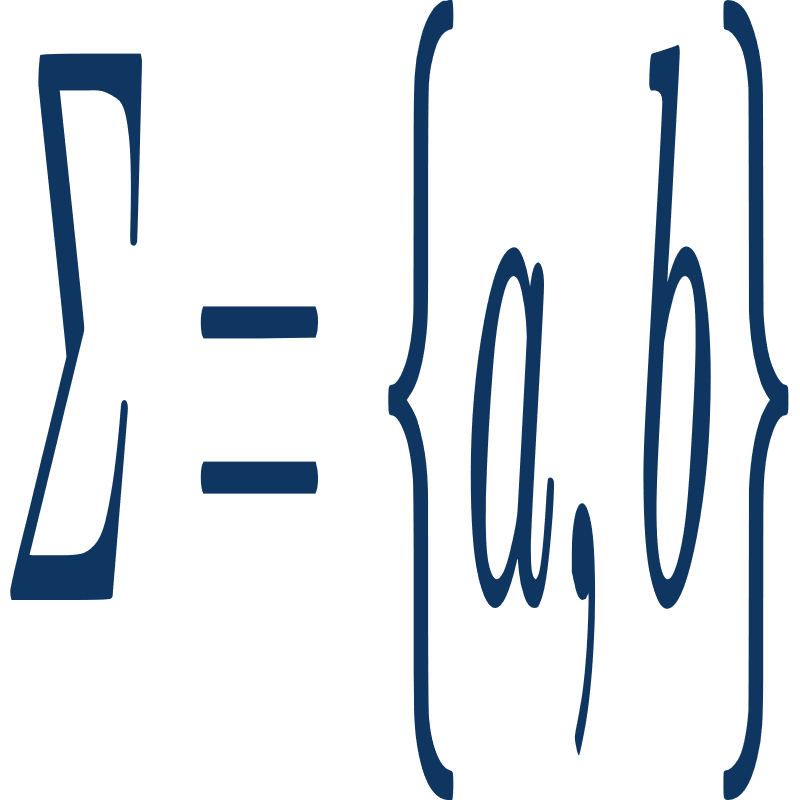 Σ = {a, b}